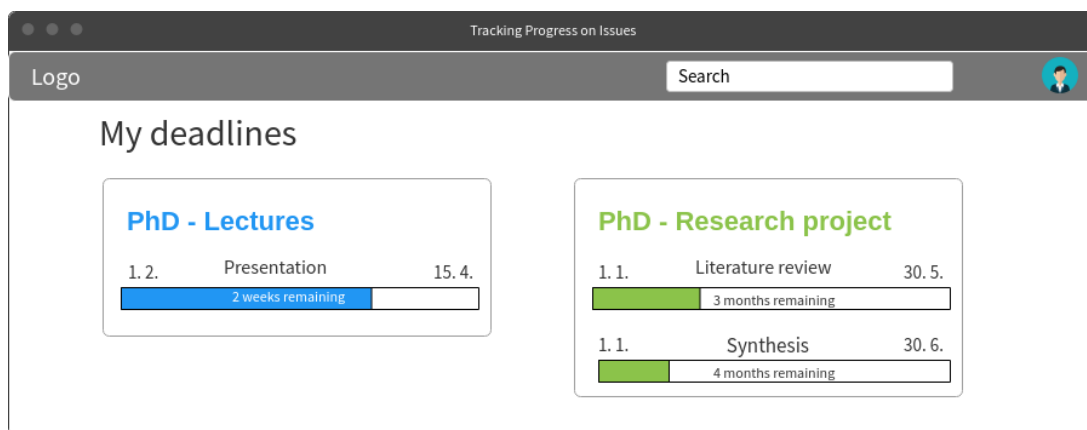 Tracking Progress on Issues
Logo
Search
My deadlines
PhD - Lectures
1. 2. Presentation 15. 4.
2 weeks remaining
PhD - Research project
1. 1. Literature review 30. 5.
3 months remaining
1. 1. Synthesis 30. 6.
4 months remaining